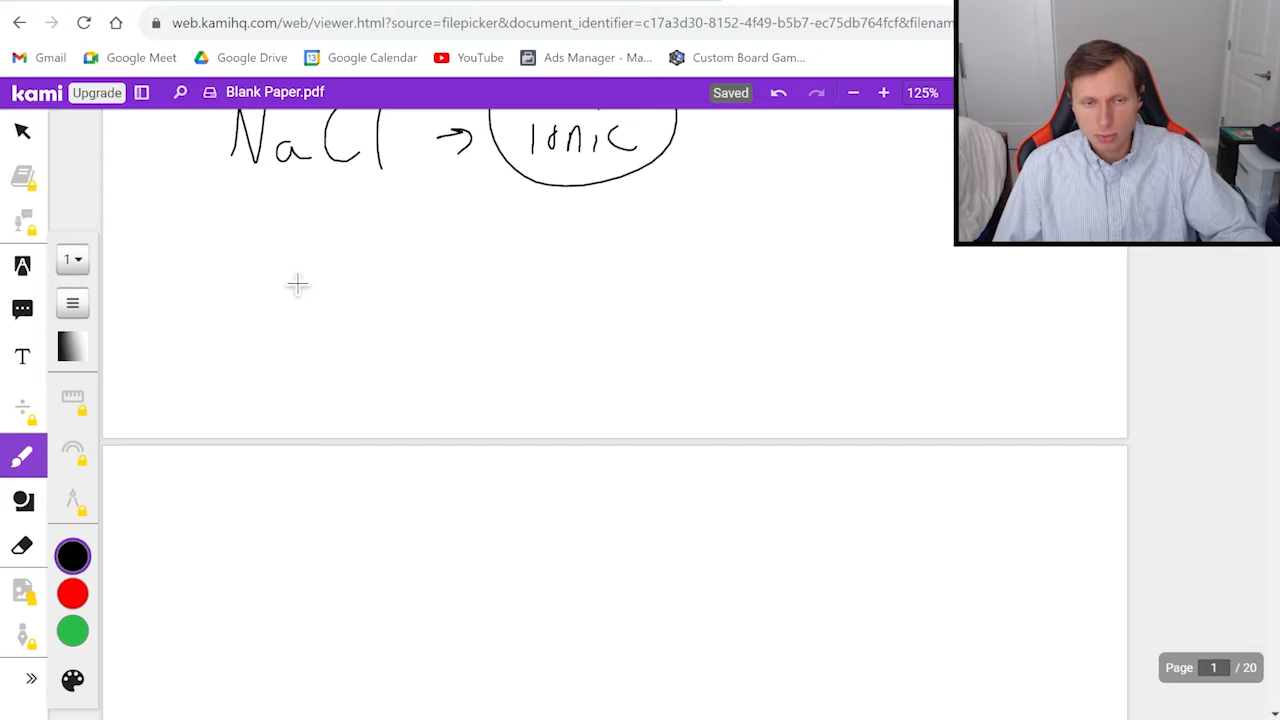 web.kamihq.com/web/viewer.html?source=filepicker&document_identifier=c17a3d30-8152-4f49-b5b7-ec75db764fcf&filenam
Gmail Google Meet Google Drive 13 Google Calendar YouTube Ads Manager - Ma... Custom Board Gam...
kami Upgrade Blank Paper.pdf Saved 125%
NaCl → Ionic
1
T
Page 1 / 20